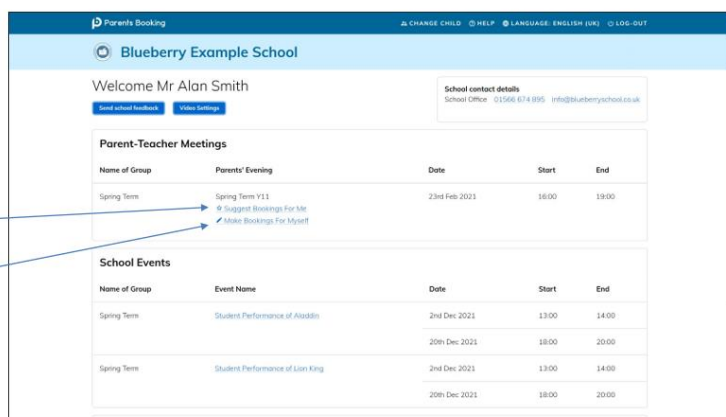 Parents Booking CHANGE CHILD HELP LANGUAGE: ENGLISH (UK) LOG-OUT
Blueberry Example School
Welcome Mr Alan Smith
Send school feedback Video Settings
School contact details
School Office 01566 674 895 info@blueberryschool.co.uk
Parent-Teacher Meetings
Name of Group Parents' Evening Date Start End
Spring Term Spring Term Y11 23rd Feb 2021 16:00 19:00
Suggest Bookings For Me
Make Bookings For Myself
School Events
Name of Group Event Name Date Start End
Spring Term Student Performance of Aladdin 2nd Dec 2021 13:00 14:00
20th Dec 2021 18:00 20:00
Spring Term Student Performance of Lion King 2nd Dec 2021 13:00 14:00
20th Dec 2021 18:00 20:00